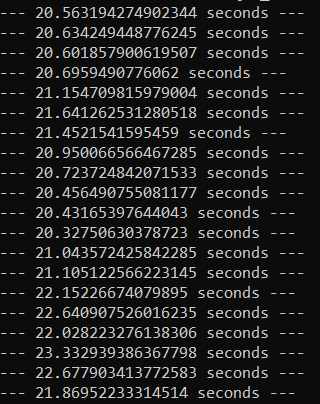 --- 20.563194274902344 seconds ---
--- 20.634249448776245 seconds ---
--- 20.601857900619507 seconds ---
--- 20.6959490776062 seconds ---
--- 21.154709815979004 seconds ---
--- 21.641262531280518 seconds ---
--- 21.4521541595459 seconds ---
--- 20.950066566467285 seconds ---
--- 20.723724842071533 seconds ---
--- 20.456490755081177 seconds ---
--- 20.43165397644043 seconds ---
--- 20.32750630378723 seconds ---
--- 21.043572425842285 seconds ---
--- 21.105122566223145 seconds ---
--- 22.15226674079895 seconds ---
--- 22.640907526016235 seconds ---
--- 22.028223276138306 seconds ---
--- 23.332939386367798 seconds ---
--- 22.677903413772583 seconds ---
--- 21.86952233314514 seconds ---